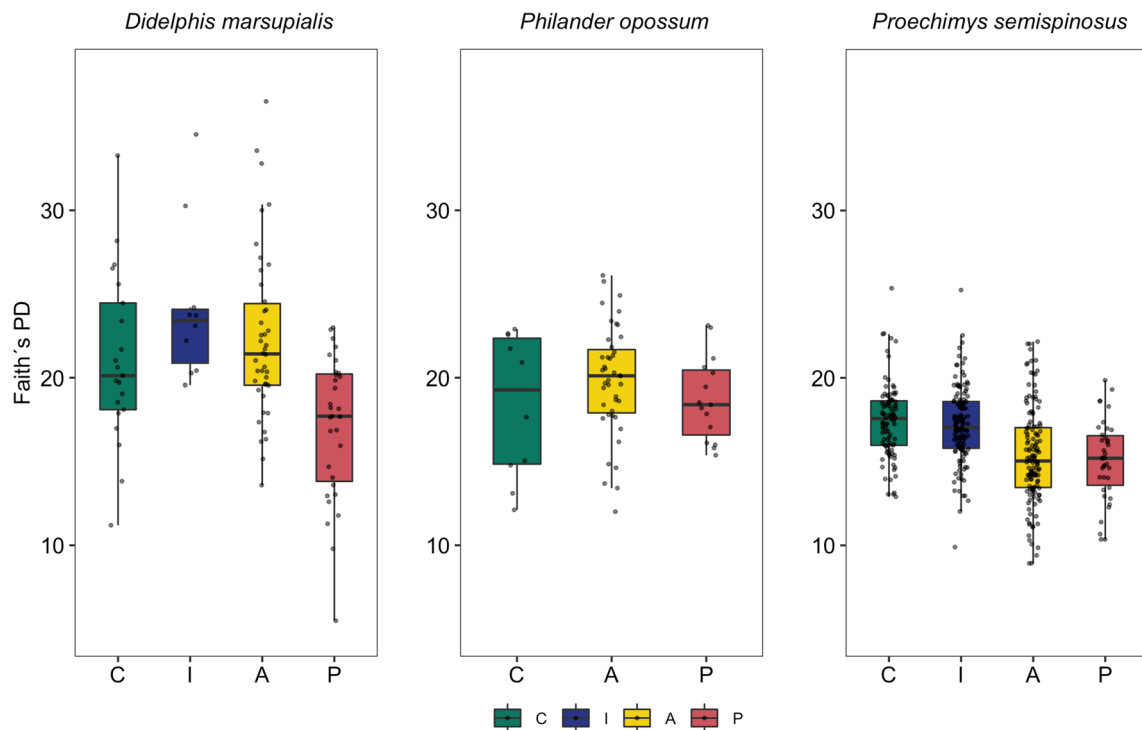 Didelphis marsupialis Philander opossum Proechimys semispinosus
Faith´s PD
30 30 30
20 20 20
10 10 10
C I A P C A P C I A P
C I A P